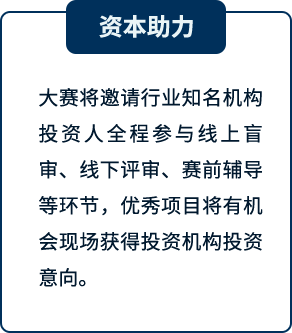 资本助力
大赛将邀请行业知名机构
投资人全程参与线上盲
审、线下评审、赛前辅导
等环节，优秀项目将有机
会现场获得投资机构投资
意向。